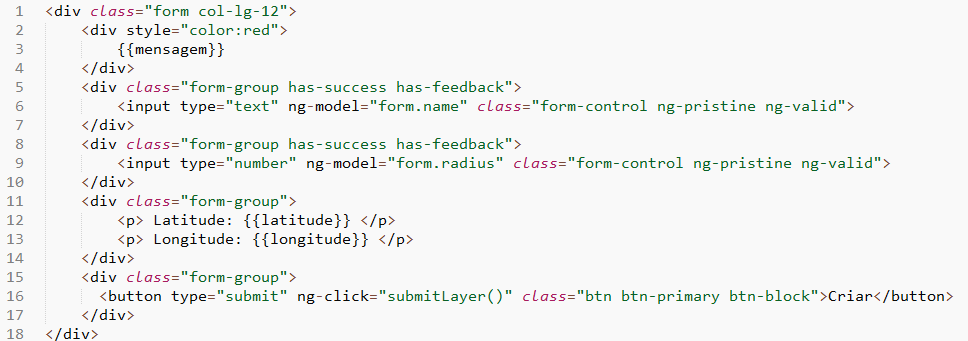 1 <div class="form col-lg-12">
2 <div style="color:red">
3 {{mensagem}}
4 </div>
5 <div class="form-group has-success has-feedback">
6 <input type="text" ng-model="form.name" class="form-control ng-pristine ng-valid">
7 </div>
8 <div class="form-group has-success has-feedback">
9 <input type="number" ng-model="form.radius" class="form-control ng-pristine ng-valid">
10 </div>
11 <div class="form-group">
12 <p> Latitude: {{latitude}} </p>
13 <p> Longitude: {{longitude}} </p>
14 </div>
15 <div class="form-group">
16 <button type="submit" ng-click="submitLayer()" class="btn btn-primary btn-block">Criar</button>
17 </div>
18 </div>